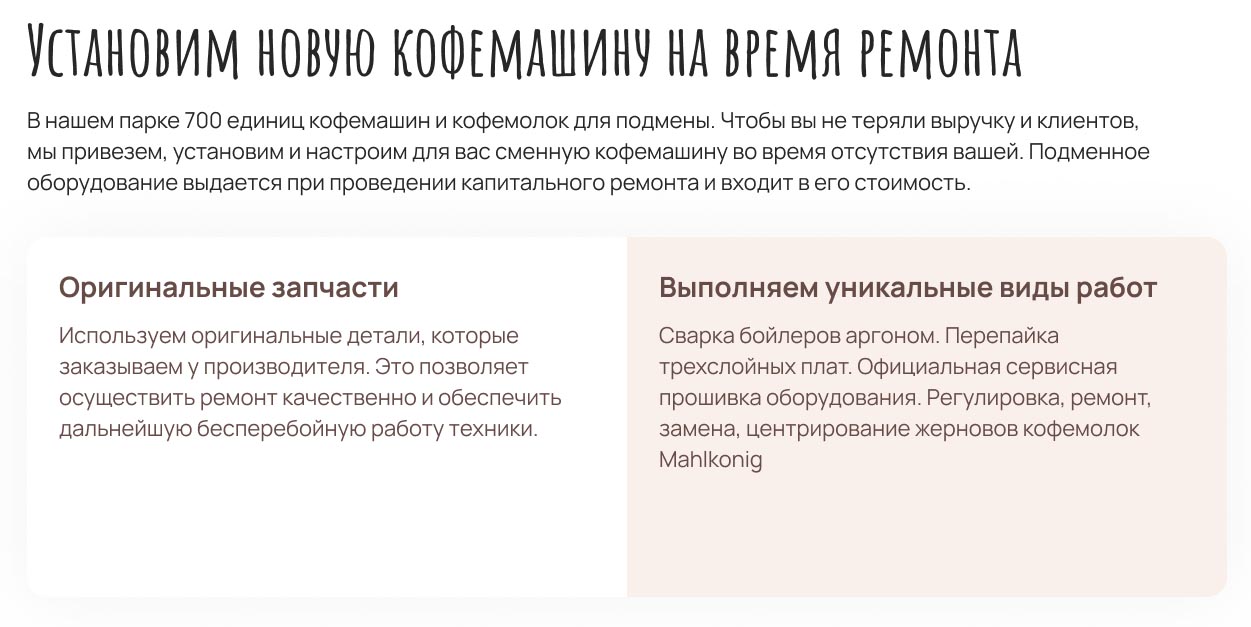 Установим новую кофемашину на время ремонта
В нашем парке 700 единиц кофемашин и кофемолок для подмены. Чтобы вы не теряли выручку и клиентов,
мы привезем, установим и настроим для вас сменную кофемашину во время отсутствия вашей. Подменное
оборудование выдается при проведении капитального ремонта и входит в его стоимость.
Оригинальные запчасти
Используем оригинальные детали, которые
заказываем у производителя. Это позволяет
осуществить ремонт качественно и обеспечить
дальнейшую бесперебойную работу техники.
Выполняем уникальные виды работ
Сварка бойлеров аргоном. Перепайка
трехслойных плат. Официальная сервисная
прошивка оборудования. Регулировка, ремонт,
замена, центрирование жерновов кофемолок
Mahlkonig